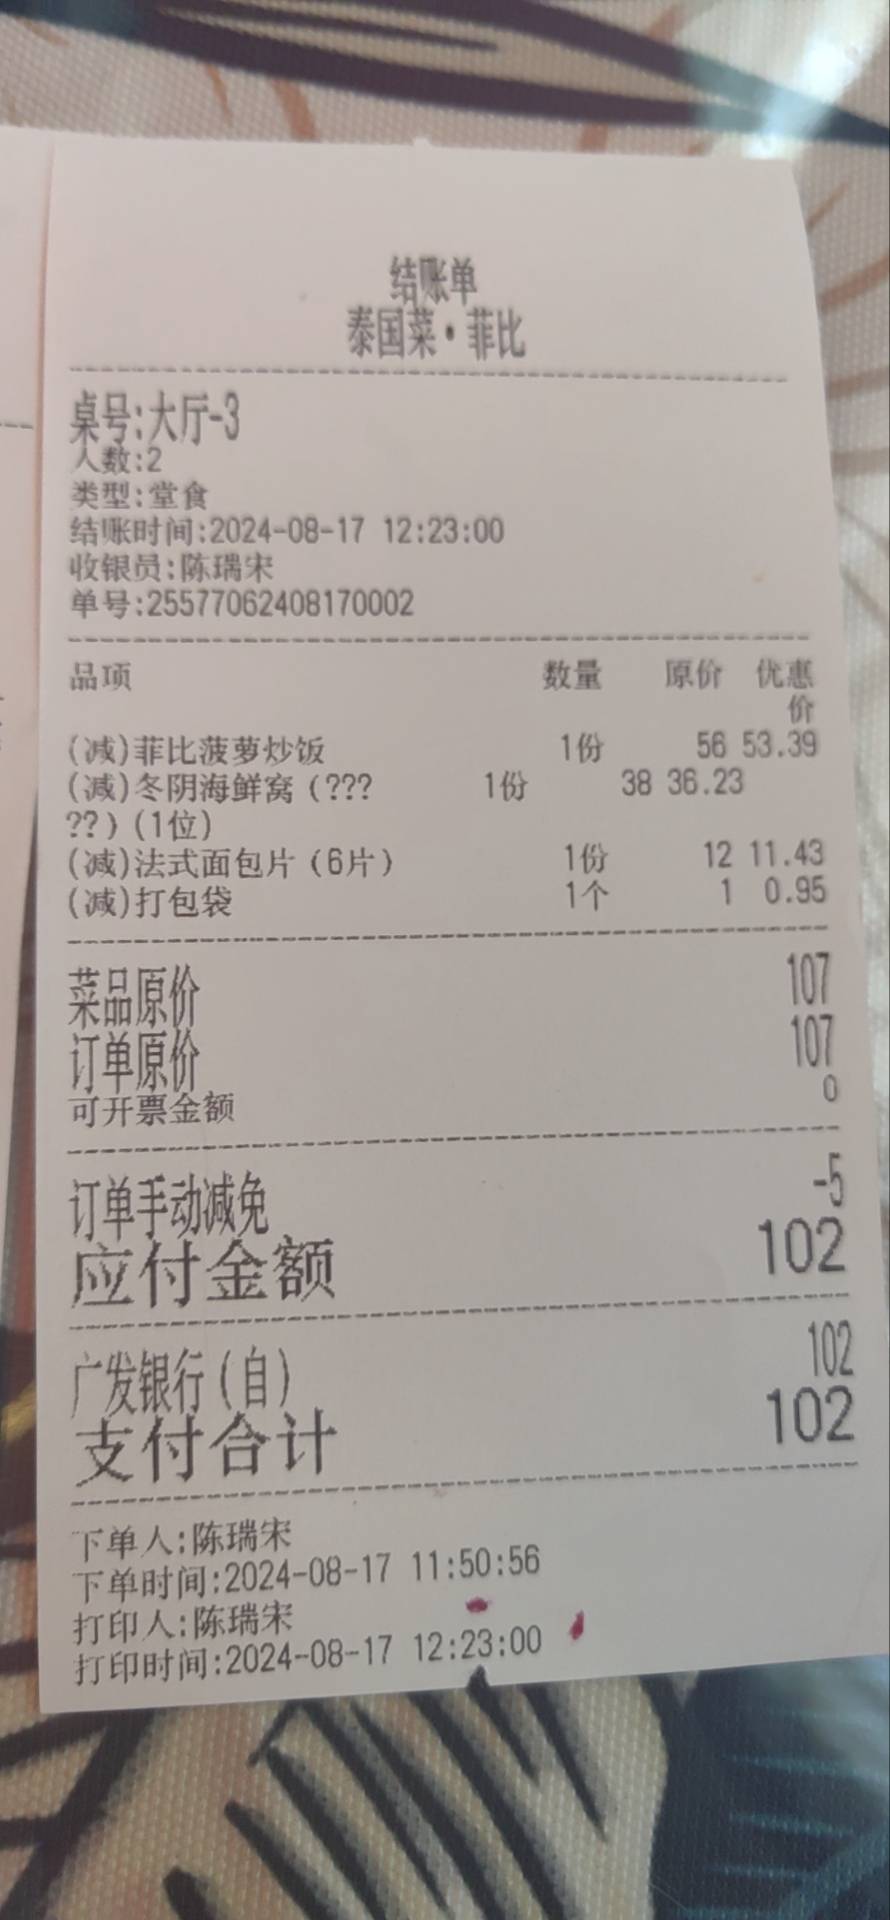 结账单
泰国菜·菲比
桌号:大厅-3
人数:2
类型:堂食
结账时间:2024-08-17 12:23:00
收银员:陈瑞宋
单号:25577062408170002
品项 数量 原价 优惠
价
(减)菲比菠萝炒饭 1份 56 53.39
(减)冬阴海鲜窝(??? 1份 38 36.23
??)(1位)
(减)法式面包片(6片) 1份 12 11.43
(减)打包袋 1个 1 0.95
菜品原价 107
订单原价 107
可开票金额 0
订单手动减免 -5
应付金额 102
广发银行(自) 102
支付合计 102
下单人:陈瑞宋
下单时间:2024-08-17 11:50:56
打印人:陈瑞宋
打印时间:2024-08-17 12:23:00